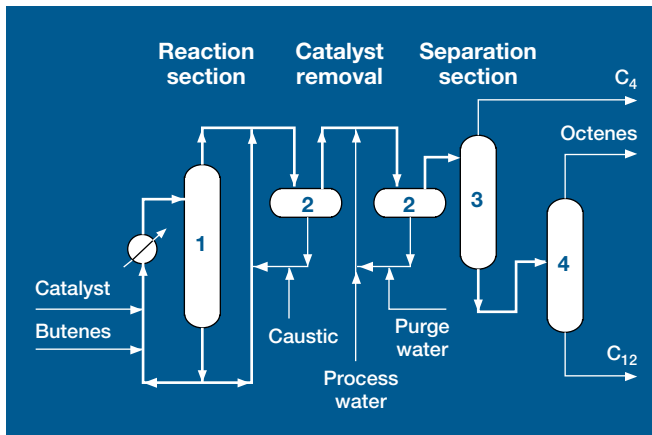 Reaction
section
Catalyst
removal
Separation
section
C₄
Octenes
1
2
2
3
4
Catalyst
Butenes
Caustic
Process
water
Purge
water
C₁₂